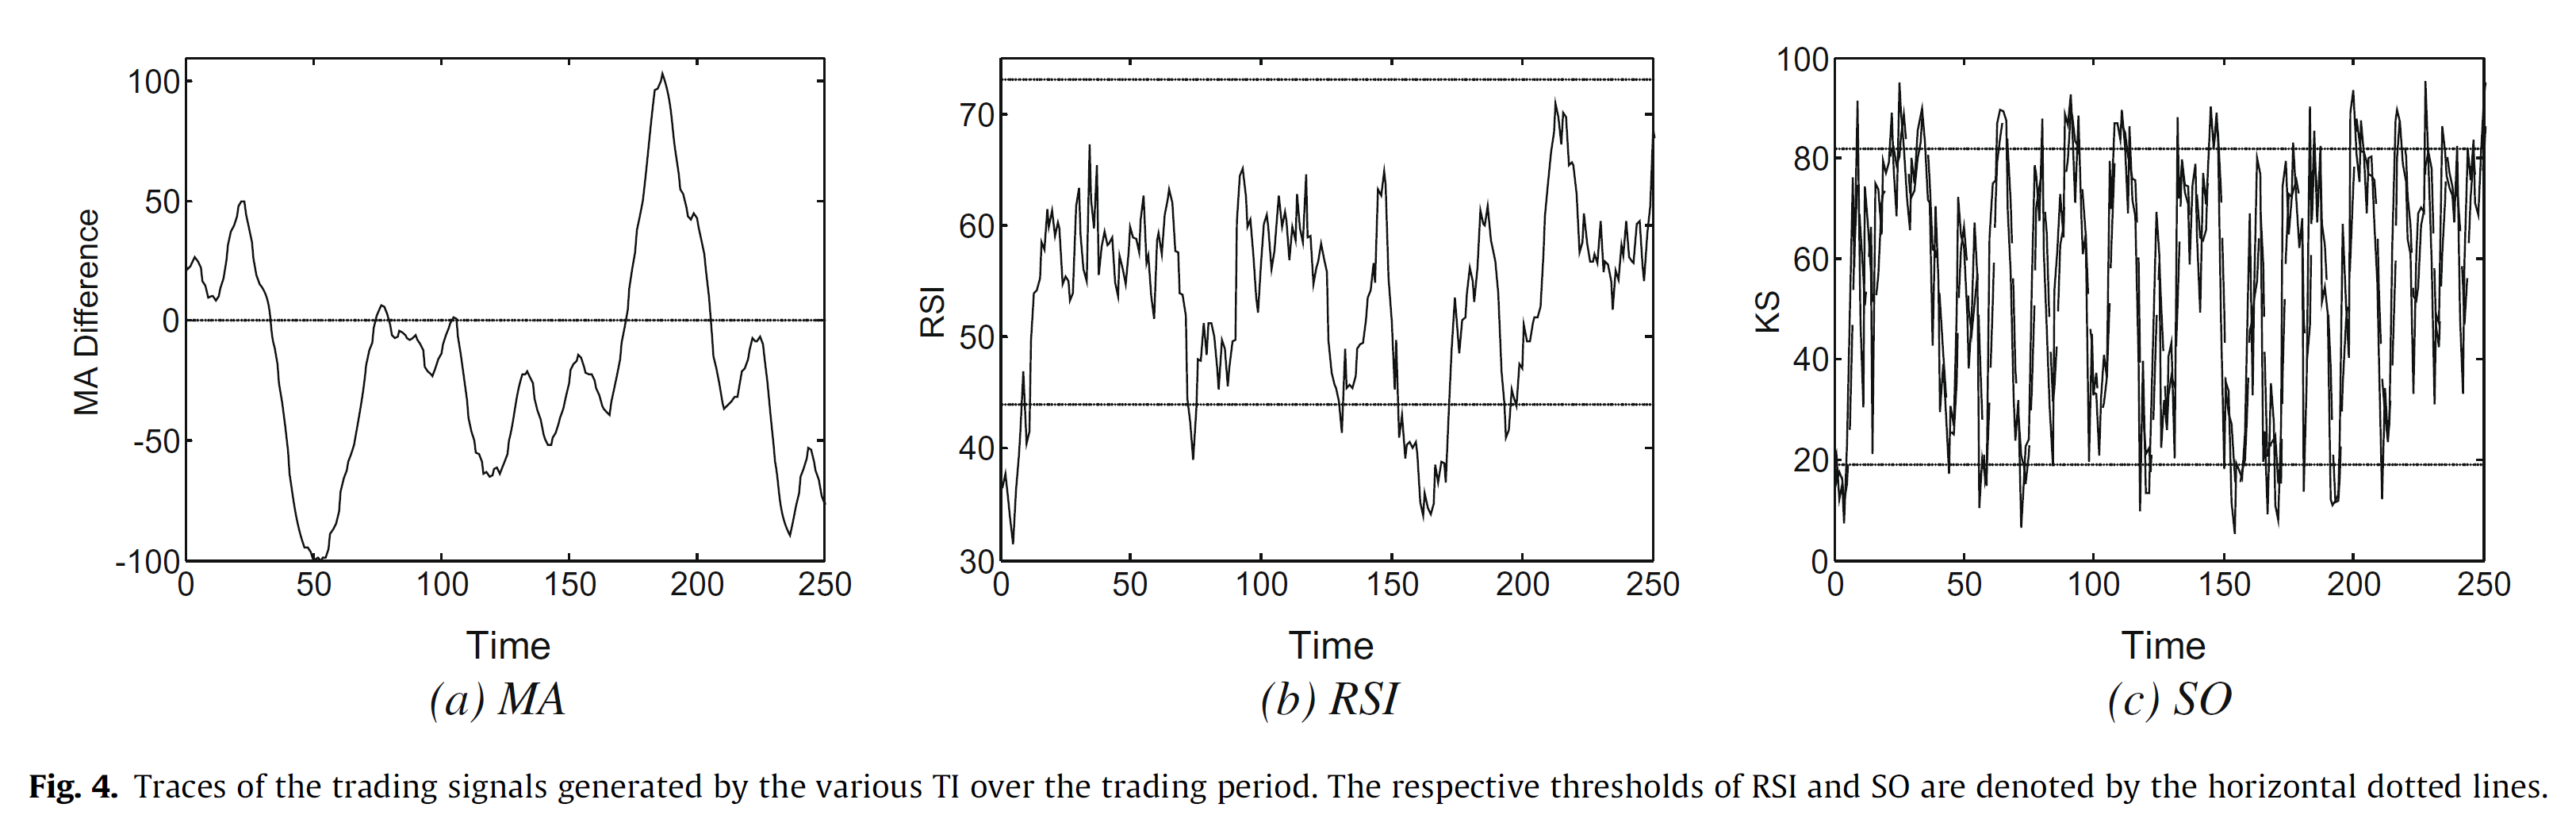 100
50
0
-50
-100
0 50 100 150 200 250
MA Difference
Time
(a) MA
70
60
50
40
30
0 50 100 150 200 250
RSI
Time
(b) RSI
100
80
60
40
20
0
0 50 100 150 200 250
KS
Time
(c) SO
Fig. 4. Traces of the trading signals generated by the various TI over the trading period. The respective thresholds of RSI and SO are denoted by the horizontal dotted lines.